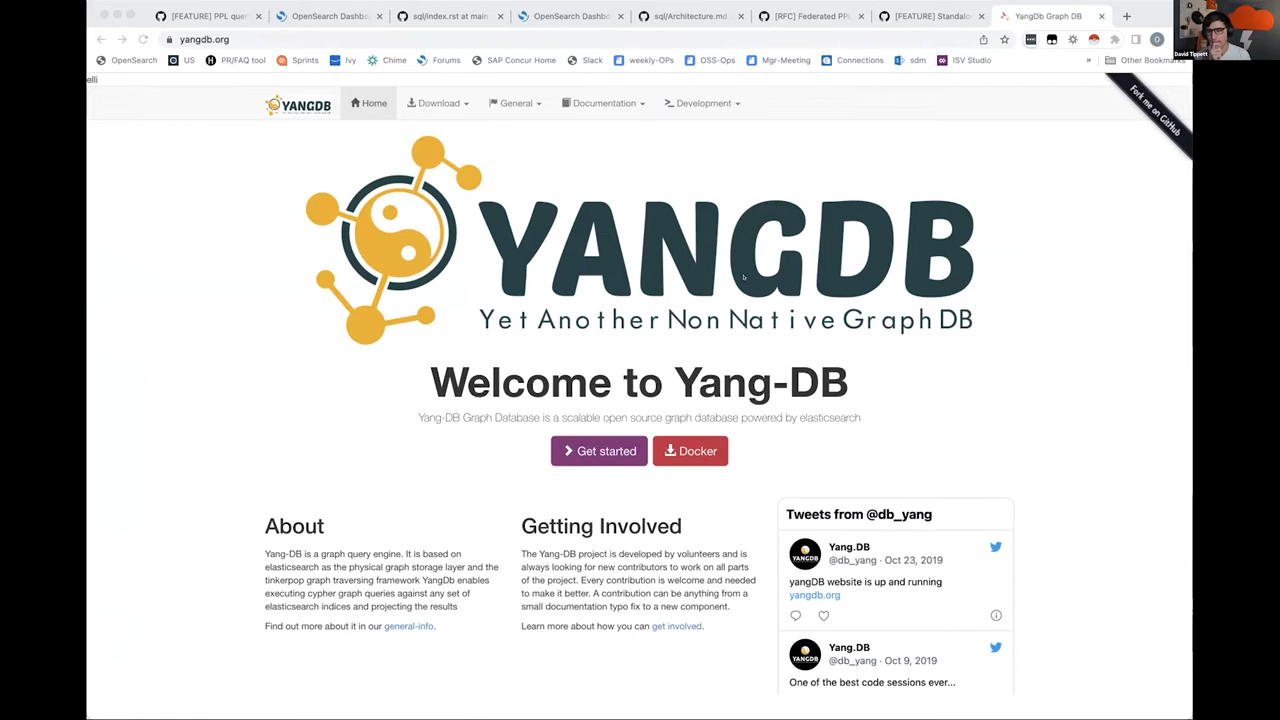 [FEATURE] PPL quer
OpenSearch Dashbo
sql/index.rst at main
OpenSearch Dashbo
sql/Architecture.md
[RFC] Federated PPL
[FEATURE] Standalon
YangDb Graph DB
yangdb.org
OpenSearch
US
PR/FAQ tool
Sprints
Ivy
Chime
Forums
SAP Concur Home
Slack
weekly-OPs
OSS-Ops
Mgr-Meeting
Connections
sdm
ISV Studio
»
Other Bookmarks
David Tippett
elli
YANGDB
Home
Download
General
Documentation
Development
Fork me on GitHub
YANGDB
Yet Another Non Native Graph DB
Welcome to Yang-DB
Yang-DB Graph Database is a scalable open source graph database powered by elasticsearch
Get started
Docker
About
Yang-DB is a graph query engine. It is based on
elasticsearch as the physical graph storage layer and the
tinkerpop graph traversing framework YangDb enables
executing cypher graph queries against any set of
elasticsearch indices and projecting the results
Find out more about it in our general-info.
Getting Involved
The Yang-DB project is developed by volunteers and is
always looking for new contributors to work on all parts
of the project. Every contribution is welcome and needed
to make it better. A contribution can be anything from a
small documentation typo fix to a new component.
Learn more about how you can get involved.
Tweets from @db_yang
Yang.DB
@db_yang · Oct 23, 2019
yangDB website is up and running
yangdb.org
Yang.DB
@db_yang · Oct 9, 2019
One of the best code sessions ever...